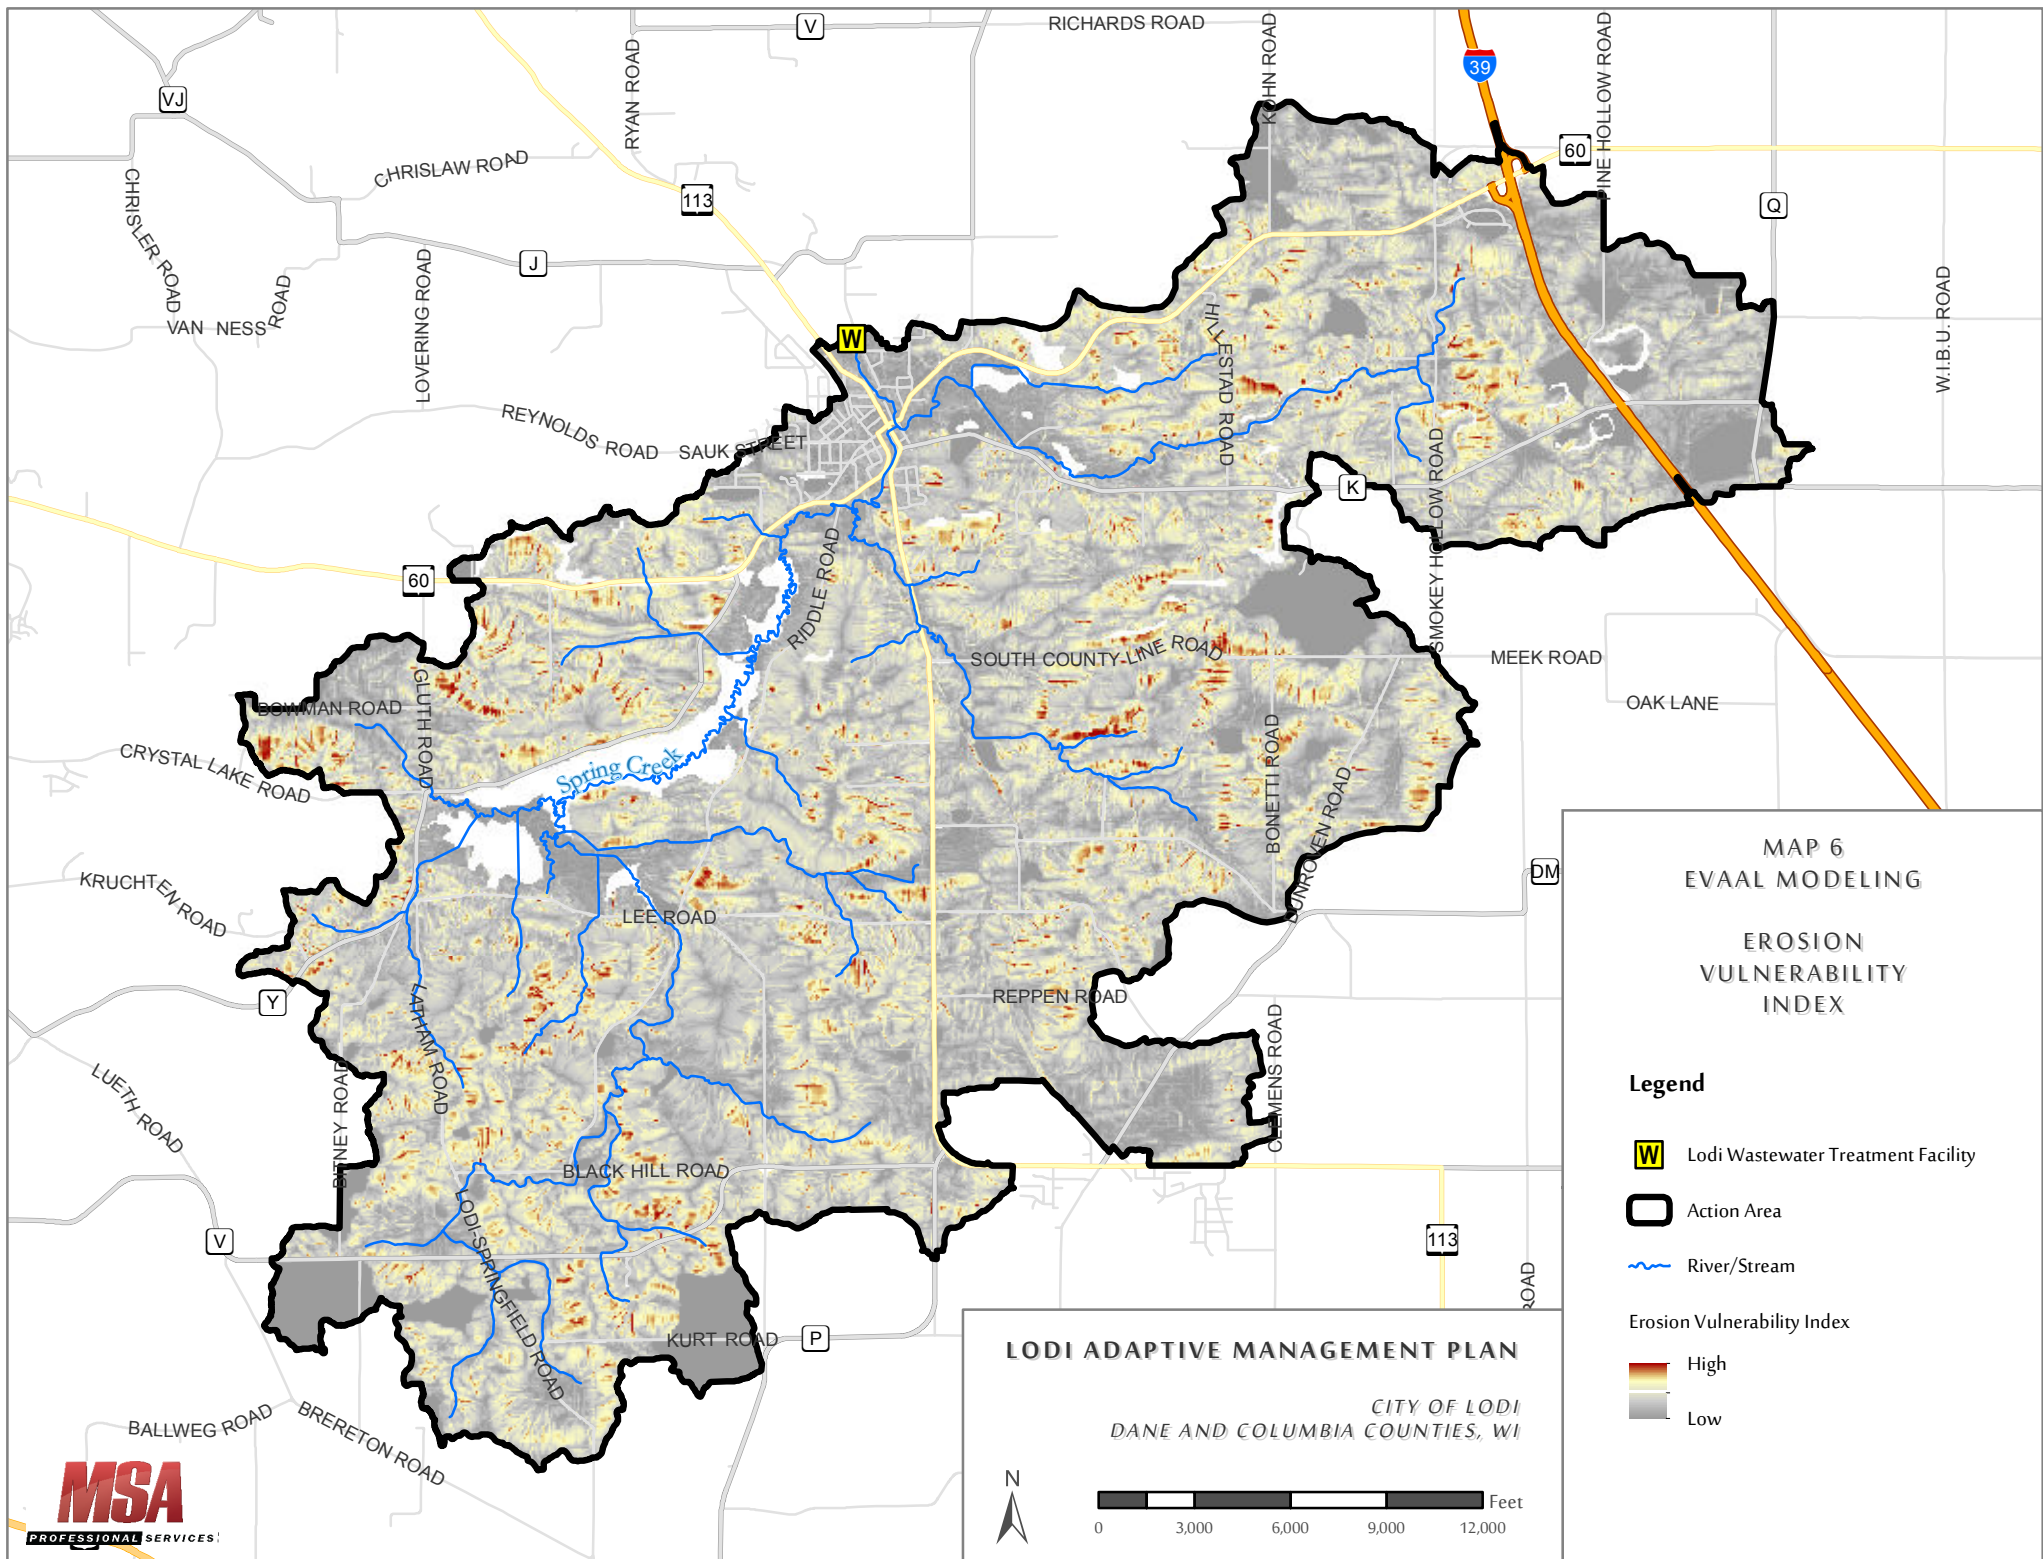 RICHARDS ROAD
V
KOHN ROAD
39
PINE HOLLOW ROAD
RYAN ROAD
VJ
60
CHRISLAW ROAD
113
CHRISLER ROAD
Q
J
LOVERING ROAD
VAN NESS ROAD
W.I.B.U. ROAD
W
HILLESTAD ROAD
REYNOLDS ROAD
SAUK STREET
K
SMOKEY HOLLOW ROAD
60
RIDDLE ROAD
SOUTH COUNTY LINE ROAD
MEEK ROAD
OAK LANE
GLUTH ROAD
BOWMAN ROAD
CRYSTAL LAKE ROAD
Spring Creek
BONETTI ROAD
DUNROVEN ROAD
DM
KRUCHTEN ROAD
LEE ROAD
Y
LATHAM ROAD
REPPEN ROAD
CLEMENS ROAD
LUETH ROAD
BITNEY ROAD
BLACK HILL ROAD
LODI-SPRINGFIELD ROAD
V
113
ROAD
KURT ROAD
P
BALLWEG ROAD
BRERETON ROAD
MAP 6
EVAAL MODELING
EROSION
VULNERABILITY
INDEX
Legend
W Lodi Wastewater Treatment Facility
Action Area
River/Stream
Erosion Vulnerability Index
High
Low
LODI ADAPTIVE MANAGEMENT PLAN
CITY OF LODI
DANE AND COLUMBIA COUNTIES, WI
N
Feet
0 3,000 6,000 9,000 12,000
MSA
PROFESSIONAL SERVICES